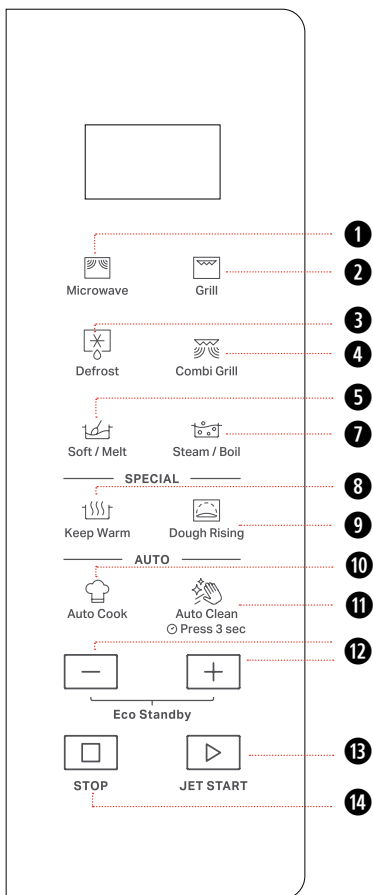 1
Microwave Grill
2
3
Defrost Combi Grill
4
5
Soft / Melt Steam / Boil
7
SPECIAL
8
Keep Warm Dough Rising
9
AUTO
10
Auto Cook Auto Clean
11
Press 3 sec
12
Eco Standby
13
STOP JET START
14